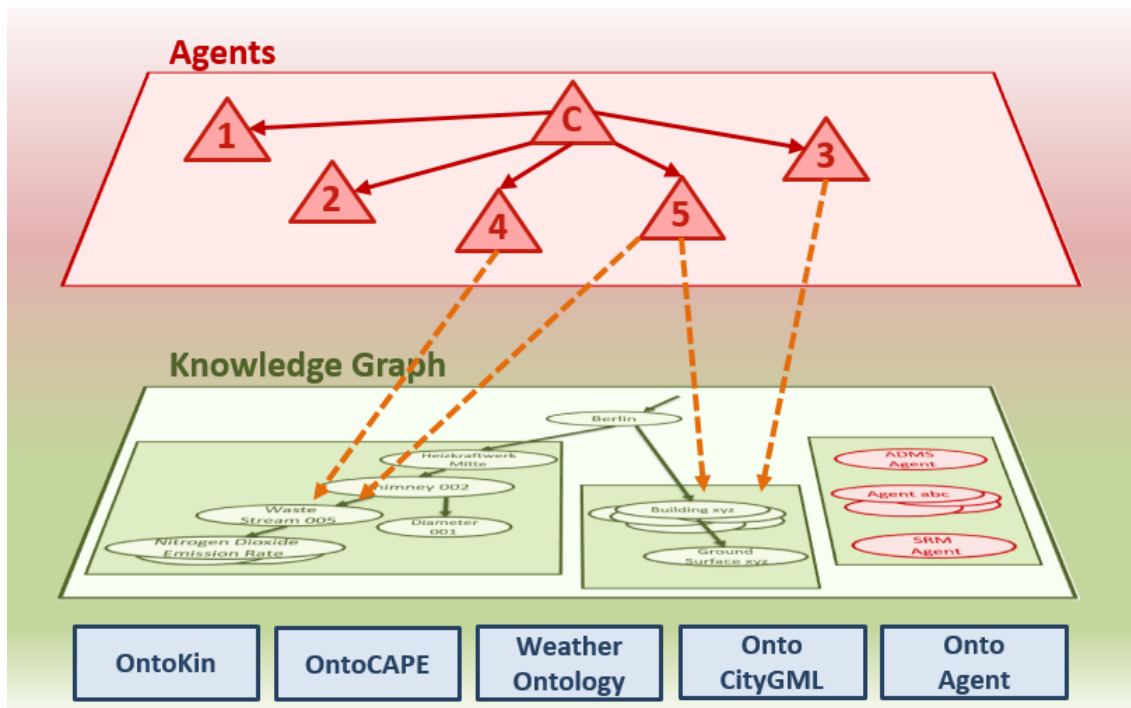 Agents
C
1
3
2
4
5
Knowledge Graph
Berlin
Heizkraftwerk
Mitte
himney 002
Waste
Stream 005
Diameter
001
Nitrogen Dioxide
Emission Rate
Building xyz
Ground
Surface xyz
ADMS
Agent
Agent abc
SRM
Agent
OntoKin
OntoCAPE
Weather
Ontology
Onto
CityGML
Onto
Agent